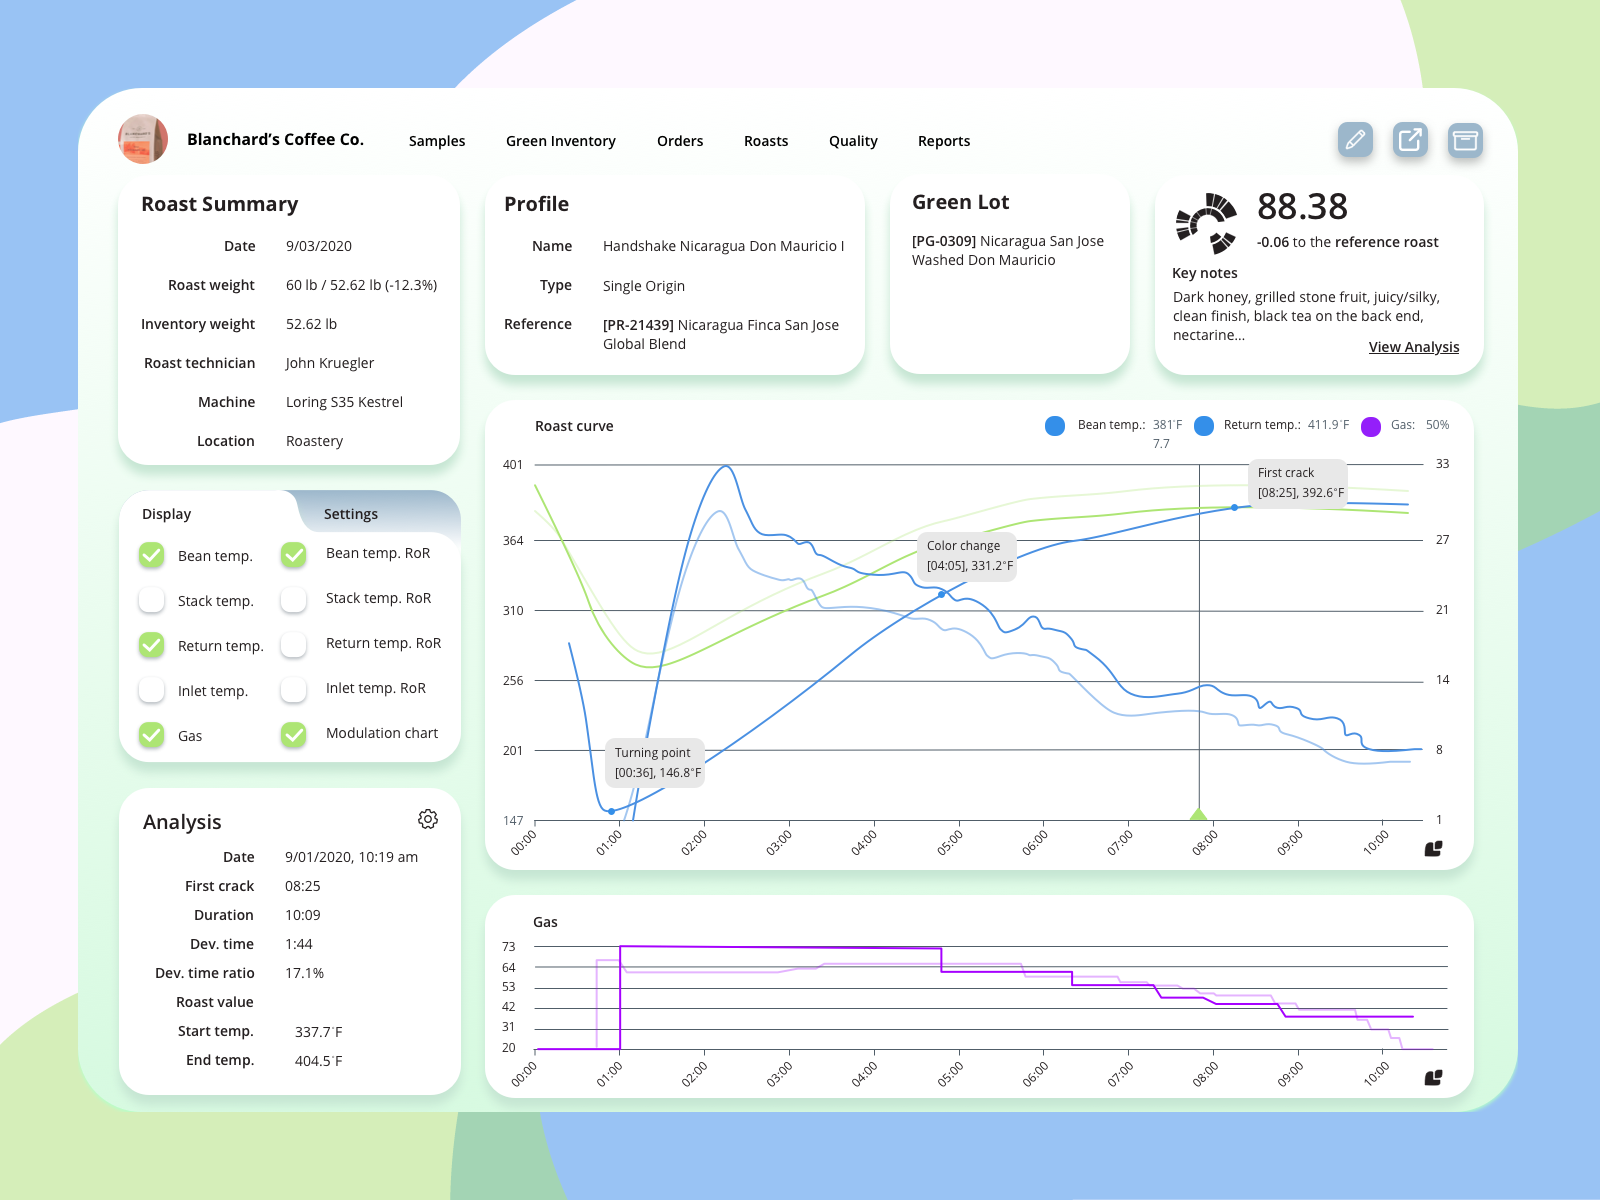 Blanchard’s Coffee Co.
Samples
Green Inventory
Orders
Roasts
Quality
Reports
Roast Summary
Date 9/03/2020
Roast weight 60 lb / 52.62 lb (-12.3%)
Inventory weight 52.62 lb
Roast technician John Kruegler
Machine Loring S35 Kestrel
Location Roastery
Profile
Name Handshake Nicaragua Don Mauricio I
Type Single Origin
Reference [PR-21439] Nicaragua Finca San Jose
Global Blend
Green Lot
[PG-0309] Nicaragua San Jose
Washed Don Mauricio
88.38
-0.06 to the reference roast
Key notes
Dark honey, grilled stone fruit, juicy/silky,
clean finish, black tea on the back end,
nectarine...
View Analysis
Display
Settings
Bean temp.
Bean temp. RoR
Stack temp.
Stack temp. RoR
Return temp.
Return temp. RoR
Inlet temp.
Inlet temp. RoR
Gas
Modulation chart
Analysis
Date 9/01/2020, 10:19 am
First crack 08:25
Duration 10:09
Dev. time 1:44
Dev. time ratio 17.1%
Roast value
Start temp. 337.7°F
End temp. 404.5°F
Roast curve
Bean temp.: 381°F
7.7
Return temp.: 411.9°F
Gas: 50%
401
364
310
256
201
147
33
27
21
14
8
1
First crack
[08:25], 392.6°F
Color change
[04:05], 331.2°F
Turning point
[00:36], 146.8°F
00:00
01:00
02:00
03:00
04:00
05:00
06:00
07:00
08:00
09:00
10:00
Gas
73
64
53
42
31
20
00:00
01:00
02:00
03:00
04:00
05:00
06:00
07:00
08:00
09:00
10:00